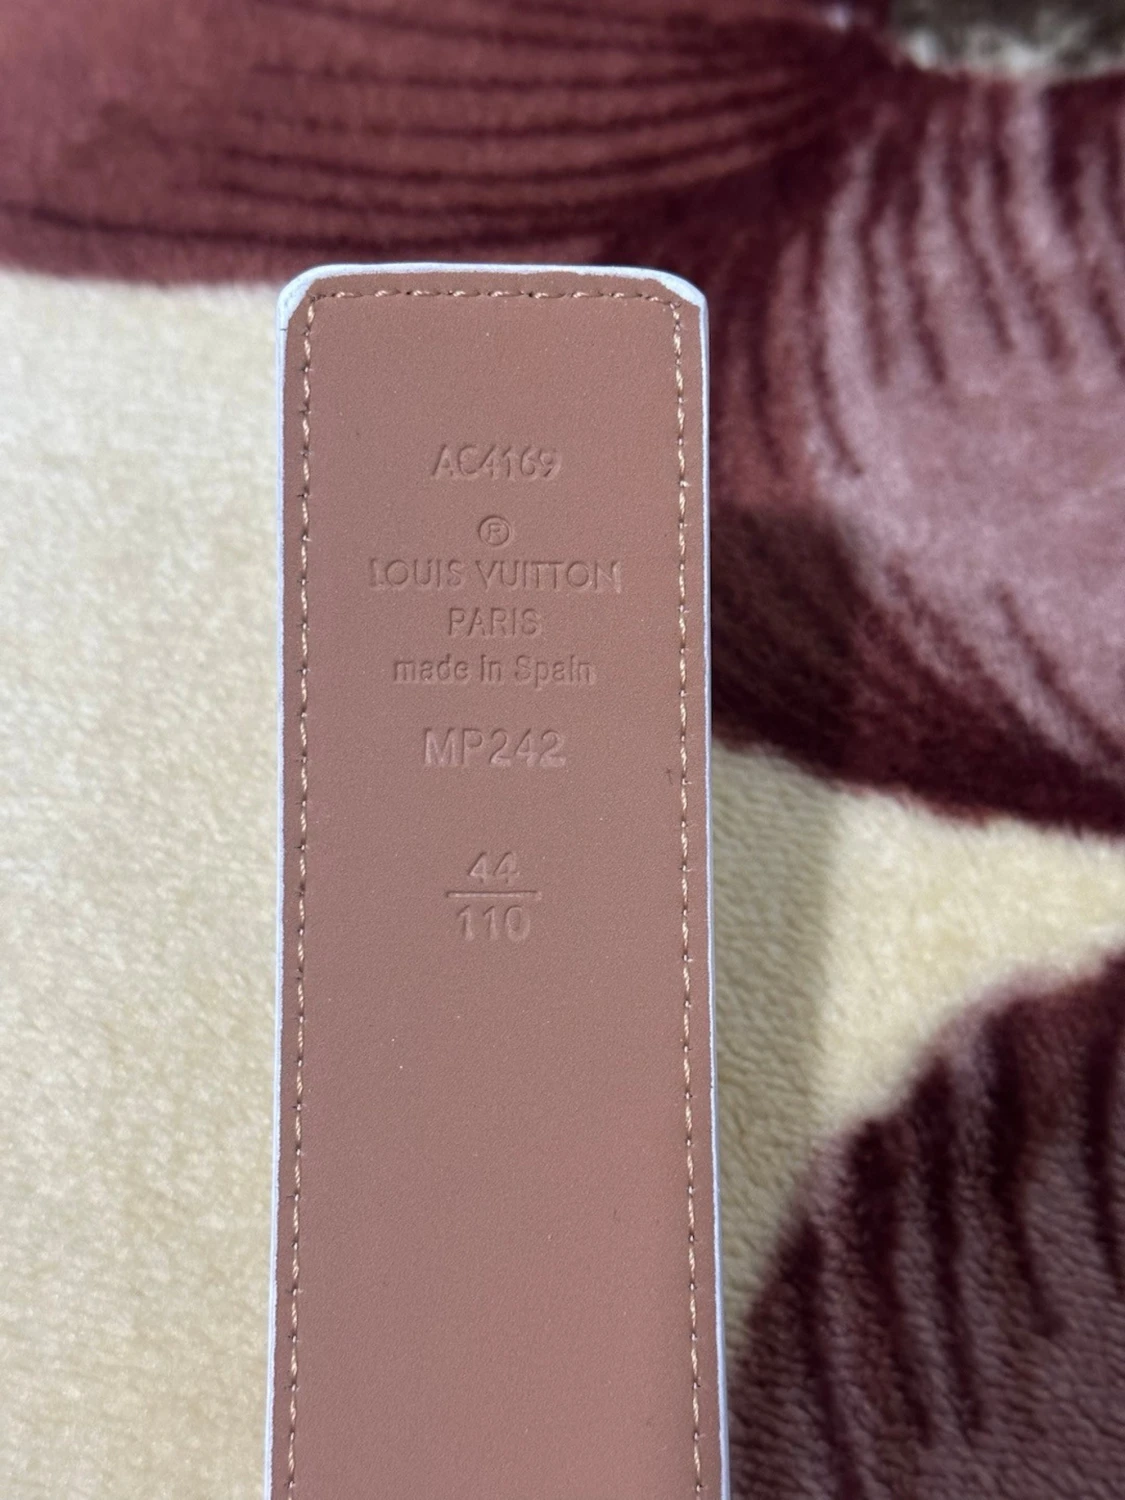 AC4169
®
LOUIS VUITTON
PARIS
made in Spain
MP242
44
110